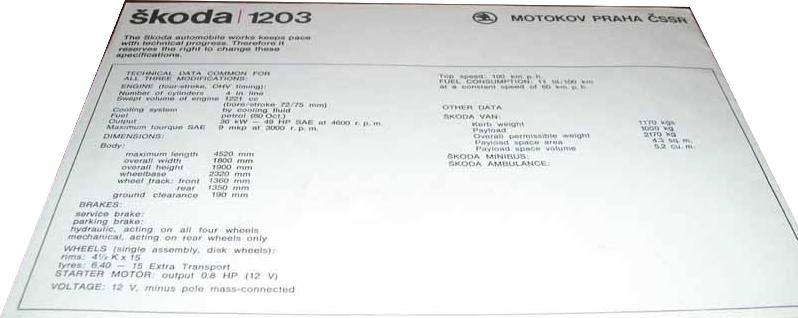 škoda | 1203
MOTOKOV PRAHA ČSSR
The Škoda automobile works keeps pace
with technical progress. Therefore it
reserves the right to change these
specifications.
TECHNICAL DATA COMMON FOR
ALL THREE MODIFICATIONS:
ENGINE (four-stroke, OHV timing):
Number of cylinders 4 in line
Swept volume of engine 1221 cc
(bore/stroke 72/75 mm)
Cooling system by cooling fluid
Fuel petrol (80 Oct.)
Output 36 kW — 49 HP SAE at 4600 r. p. m.
Maximum tourque SAE 9 mkp at 3000 r. p. m.
DIMENSIONS:
Body:
maximum length 4520 mm
overall width 1800 mm
overall height 1900 mm
wheelbase 2320 mm
wheel track: front 1360 mm
rear 1350 mm
ground clearance 190 mm
BRAKES:
service brake:
parking brake:
hydraulic, acting on all four wheels
mechanical, acting on rear wheels only
WHEELS (single assembly, disk wheels):
rims: 4½ K x 15
tyres: 6,40 — 15 Extra Transport
STARTER MOTOR: output 0.8 HP (12 V)
VOLTAGE: 12 V, minus pole mass-connected
Top speed: 100 km. p. h.
FUEL CONSUMPTION: 11 lit/100 km
at a constant speed of 60 km. p. h.
OTHER DATA
ŠKODA VAN:
Kerb weight 1170 kgs
Payload 1000 kg
Overall permissible weight 2170 kg
Payload space area 4.3 sq. m.
Payload space volume 5.2 cu. m.
ŠKODA MINIBUS:
ŠKODA AMBULANCE: